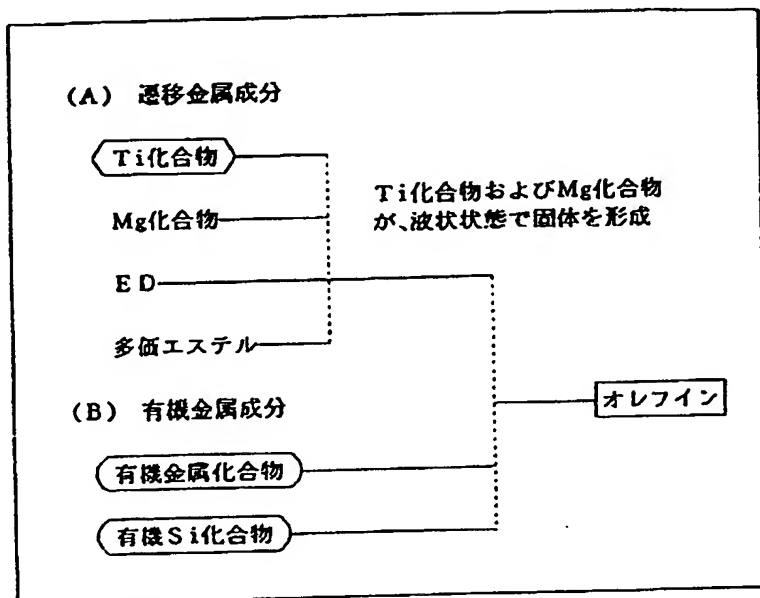 (A) 遷移金属成分
Ti化合物
Ti化合物およびMg化合物
が、液状状態で固体を形成
Mg化合物
ED
多価エステル
オレフイン
(B) 有機金属成分
有機金属化合物
有機Si化合物